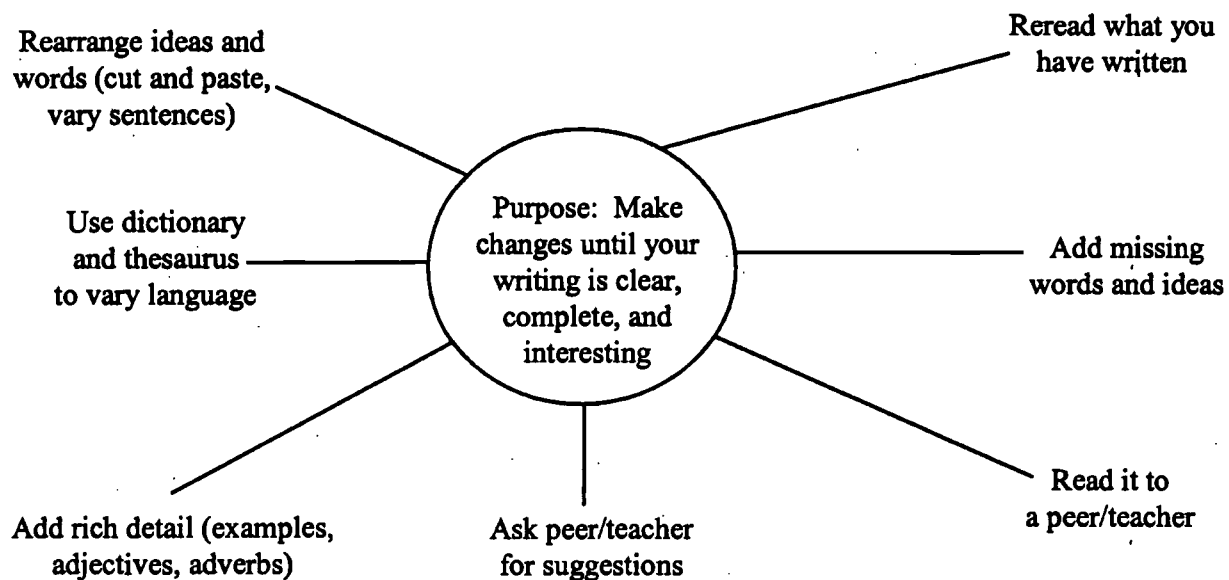 Rearrange ideas and
words (cut and paste,
vary sentences)
Reread what you
have written
Purpose: Make
changes until your
writing is clear,
complete, and
interesting
Use dictionary
and thesaurus
to vary language
Add missing
words and ideas
Add rich detail (examples,
adjectives, adverbs)
Ask peer/teacher
for suggestions
Read it to
a peer/teacher